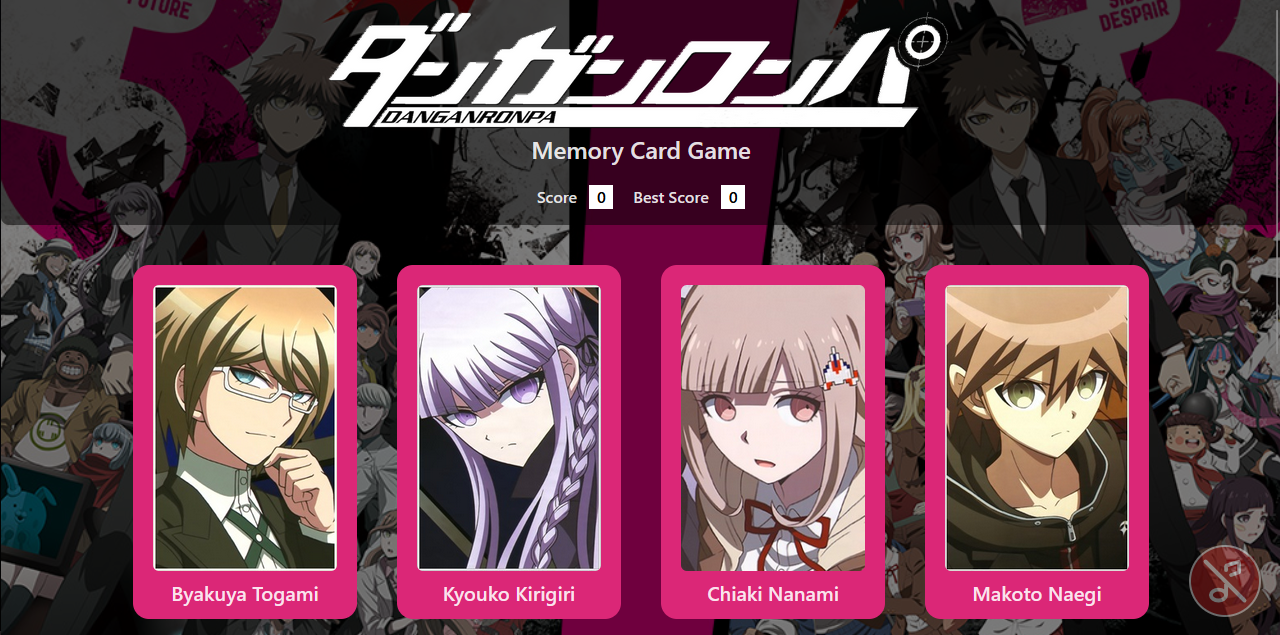 FUTURE
DESPAIR
ダンガンロンパ
DANGANRONPA
Memory Card Game
Score 0 Best Score 0
Byakuya Togami
Kyouko Kirigiri
Chiaki Nanami
Makoto Naegi